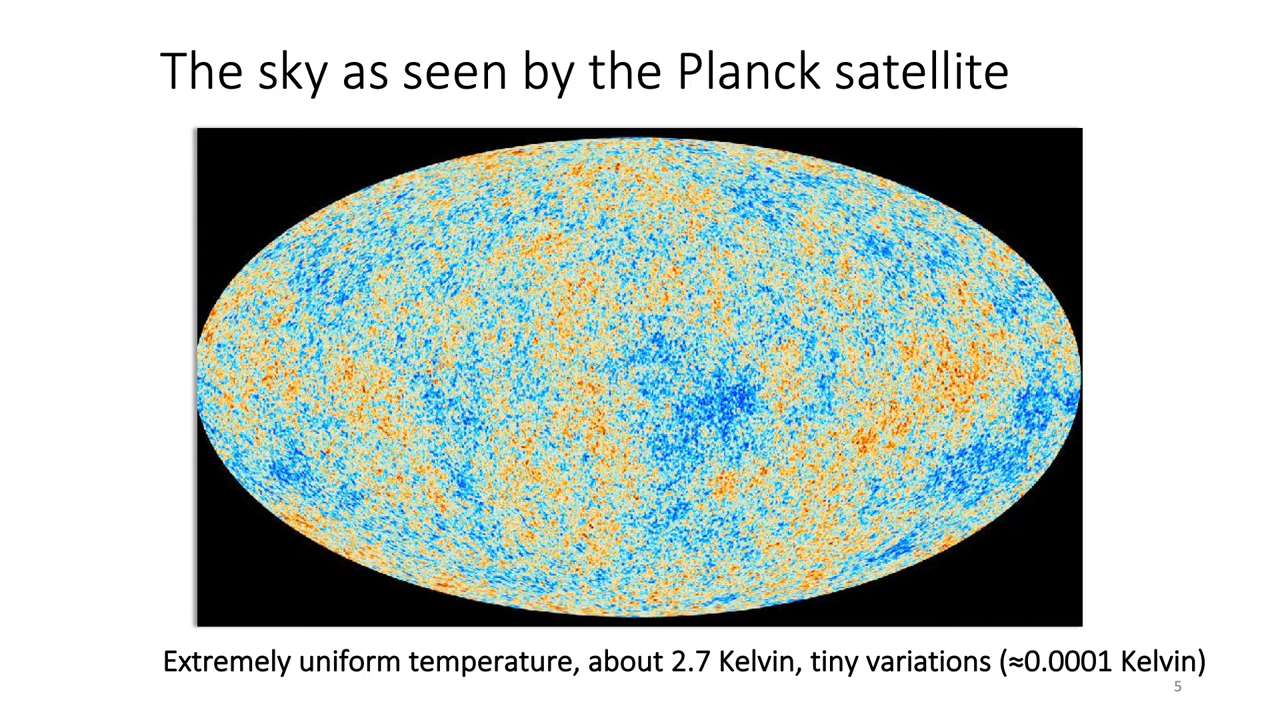 The sky as seen by the Planck satellite
Extremely uniform temperature, about 2.7 Kelvin, tiny variations (≈0.0001 Kelvin)
5